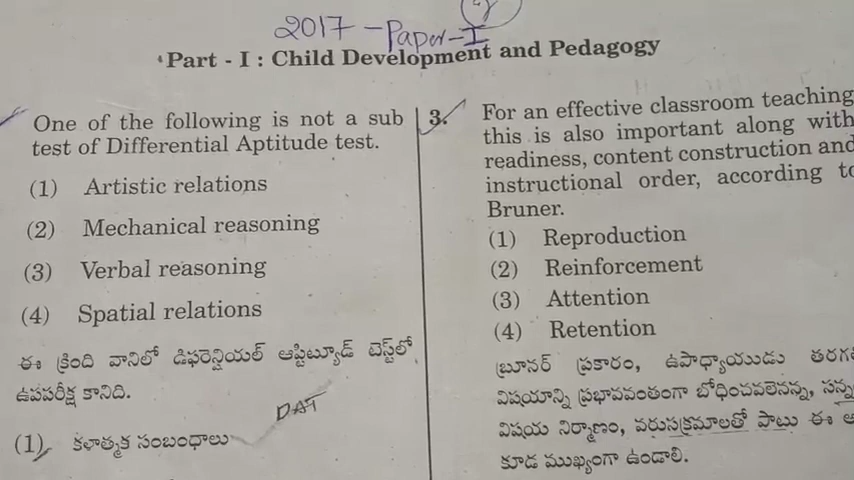 2017 - Paper-I
Part - I : Child Development and Pedagogy
One of the following is not a sub
test of Differential Aptitude test.
(1) Artistic relations
(2) Mechanical reasoning
(3) Verbal reasoning
(4) Spatial relations
ఈ క్రింది వానిలో డిఫరెన్షియల్ ఆప్టిట్యూడ్ టెస్ట్‌లో
ఉపపరీక్ష కానిది.
DAT
(1) కళాత్మక సంబంధాలు
3. For an effective classroom teaching
this is also important along with
readiness, content construction and
instructional order, according to
Bruner.
(1) Reproduction
(2) Reinforcement
(3) Attention
(4) Retention
బ్రూనర్ ప్రకారం, ఉపాధ్యాయుడు తరగతి
విషయాన్ని ప్రభావవంతంగా బోధించవలెనన్న,
విషయ నిర్మాణం, వరుసక్రమాలతో పాటు ఈ
కూడ ముఖ్యంగా ఉండాలి.